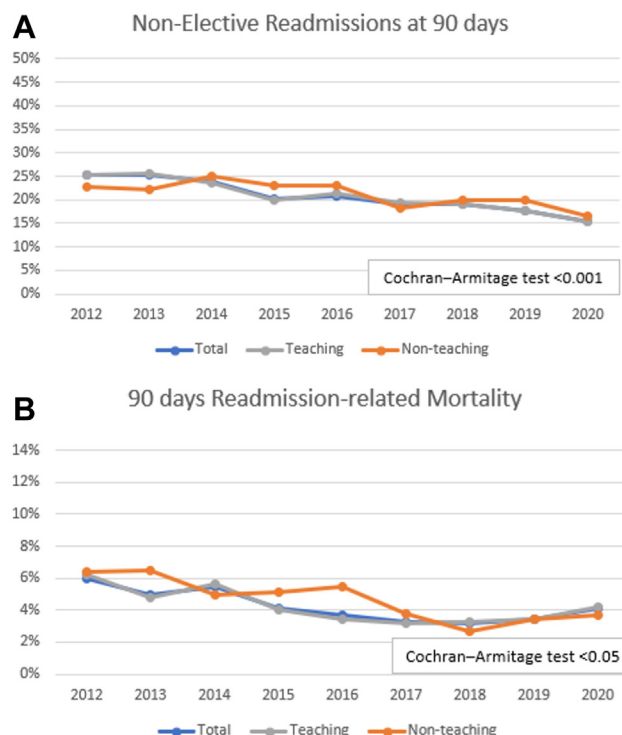 A
Non-Elective Readmissions at 90 days
50%
45%
40%
35%
30%
25%
20%
15%
10%
5%
0%
Cochran–Armitage test <0.001
2012 2013 2014 2015 2016 2017 2018 2019 2020
Total Teaching Non-teaching
B
90 days Readmission-related Mortality
14%
12%
10%
8%
6%
4%
2%
0%
Cochran–Armitage test <0.05
2012 2013 2014 2015 2016 2017 2018 2019 2020
Total Teaching Non-teaching